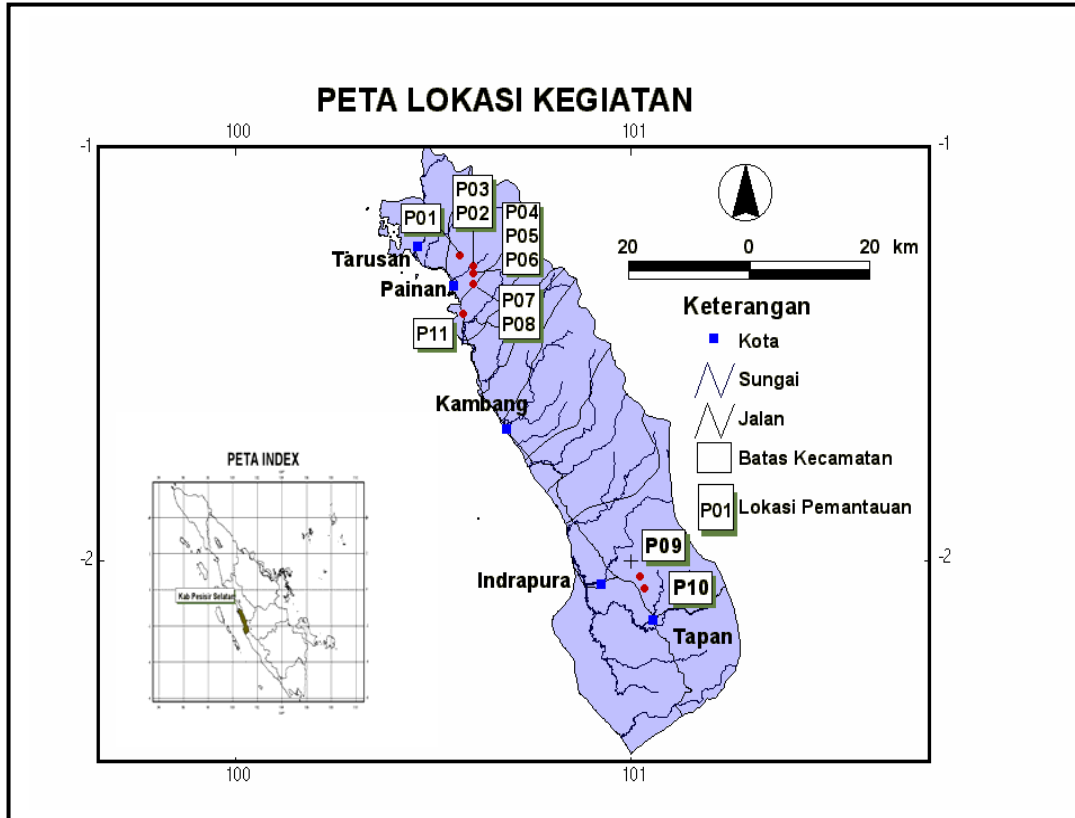 PETA LOKASI KEGIATAN
100
101
-1
-1
P03
P02
P01
P04
P05
P06
Tarusan
Painan
P07
P08
P11
Kambang
20
0
20
km
Keterangan
Kota
Sungai
Jalan
Batas Kecamatan
P01
Lokasi Pemantauan
PETA INDEX
Kab Pesisir Selatan
P09
-2
-2
Indrapura
P10
Tapan
100
101